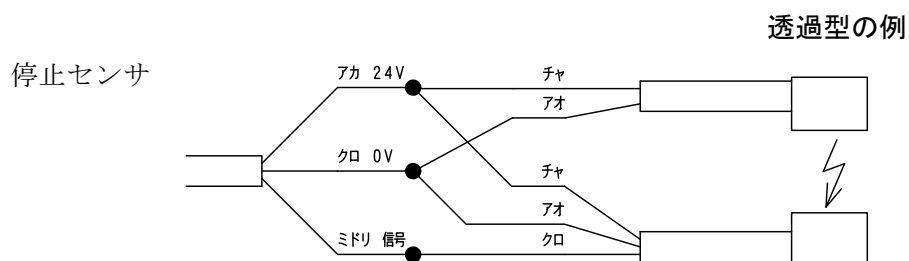 透過型の例
停止センサ
アカ 24V
チャ
アオ
クロ 0V
チャ
アオ
ミドリ 信号
クロ